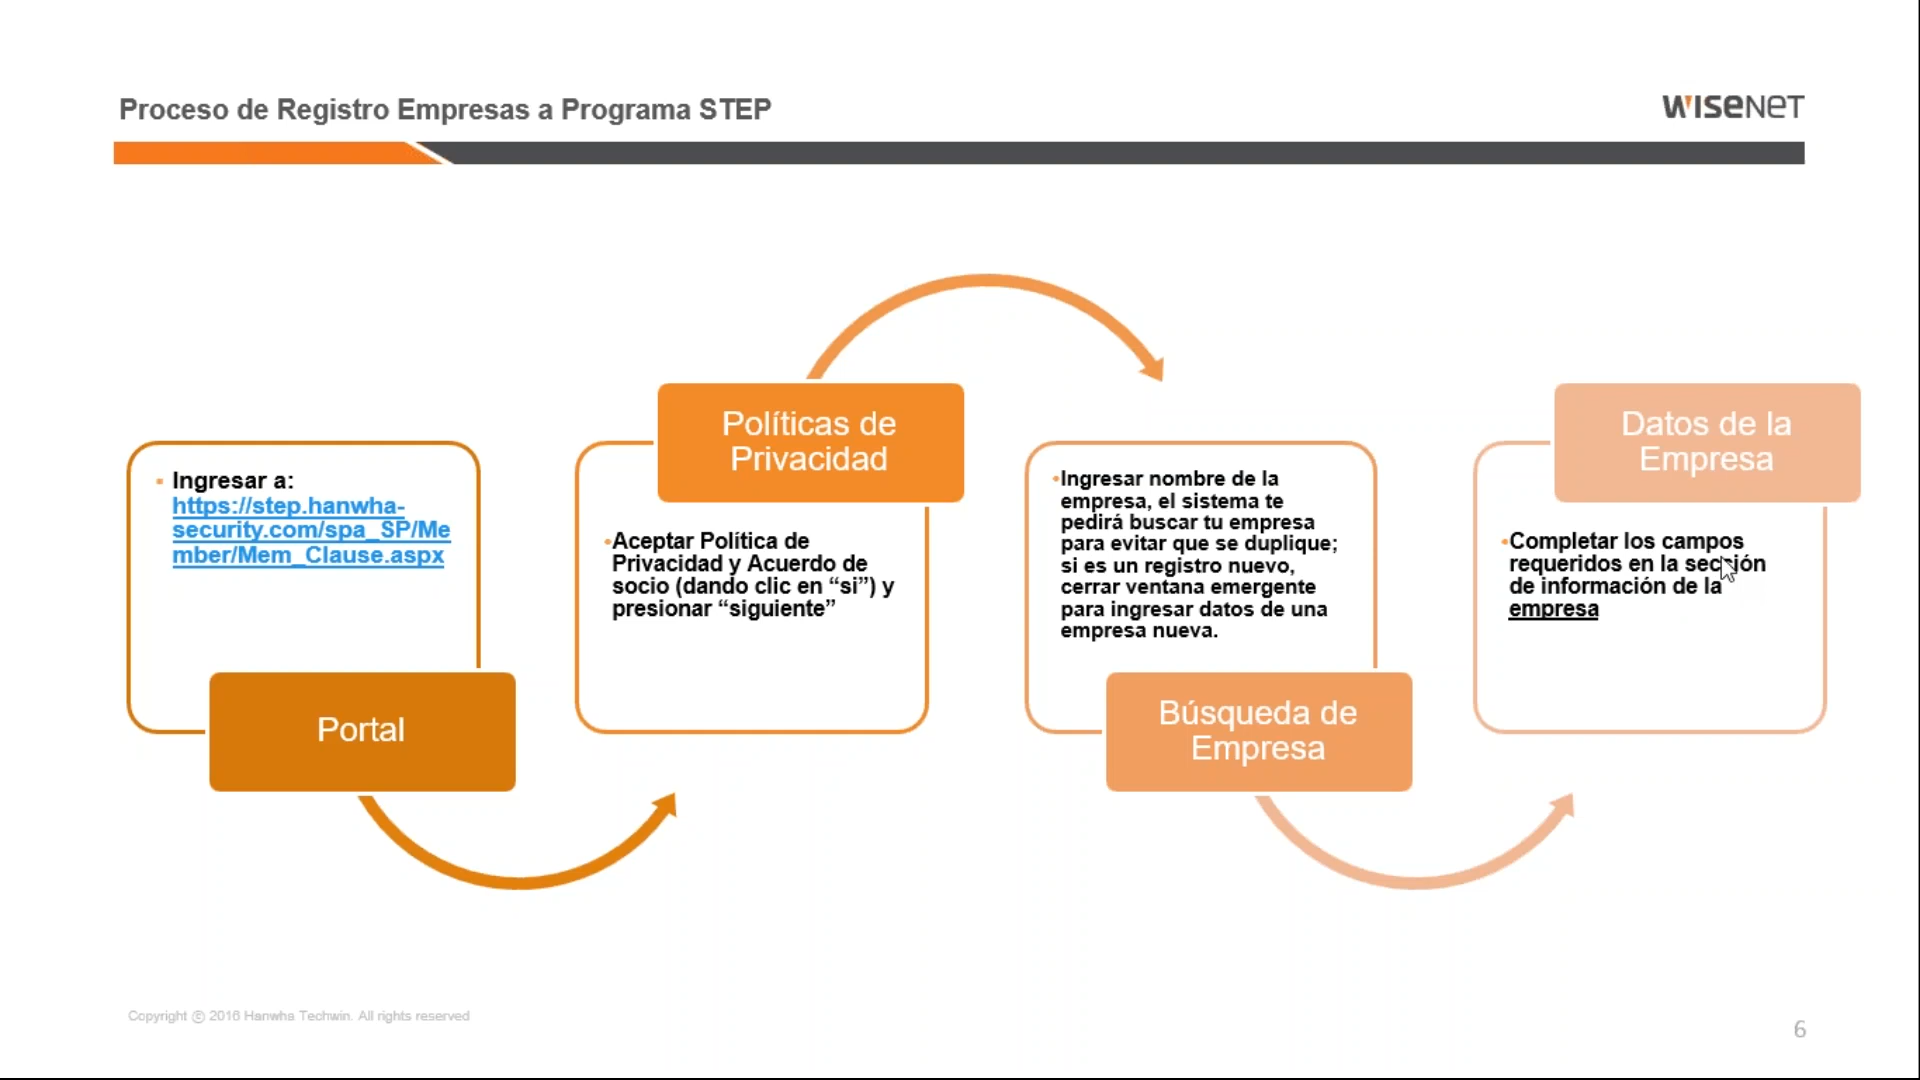 Proceso de Registro Empresas a Programa STEP
WISENET
• Ingresar a:
https://step.hanwha-
security.com/spa_SP/Me
mber/Mem_Clause.aspx
Portal
Políticas de
Privacidad
•Aceptar Política de
Privacidad y Acuerdo de
socio (dando clic en “si”) y
presionar “siguiente”
•Ingresar nombre de la
empresa, el sistema te
pedirá buscar tu empresa
para evitar que se duplique;
si es un registro nuevo,
cerrar ventana emergente
para ingresar datos de una
empresa nueva.
Búsqueda de
Empresa
Datos de la
Empresa
•Completar los campos
requeridos en la sección
de información de la
empresa
Copyright ⓒ 2016 Hanwha Techwin. All rights reserved
6